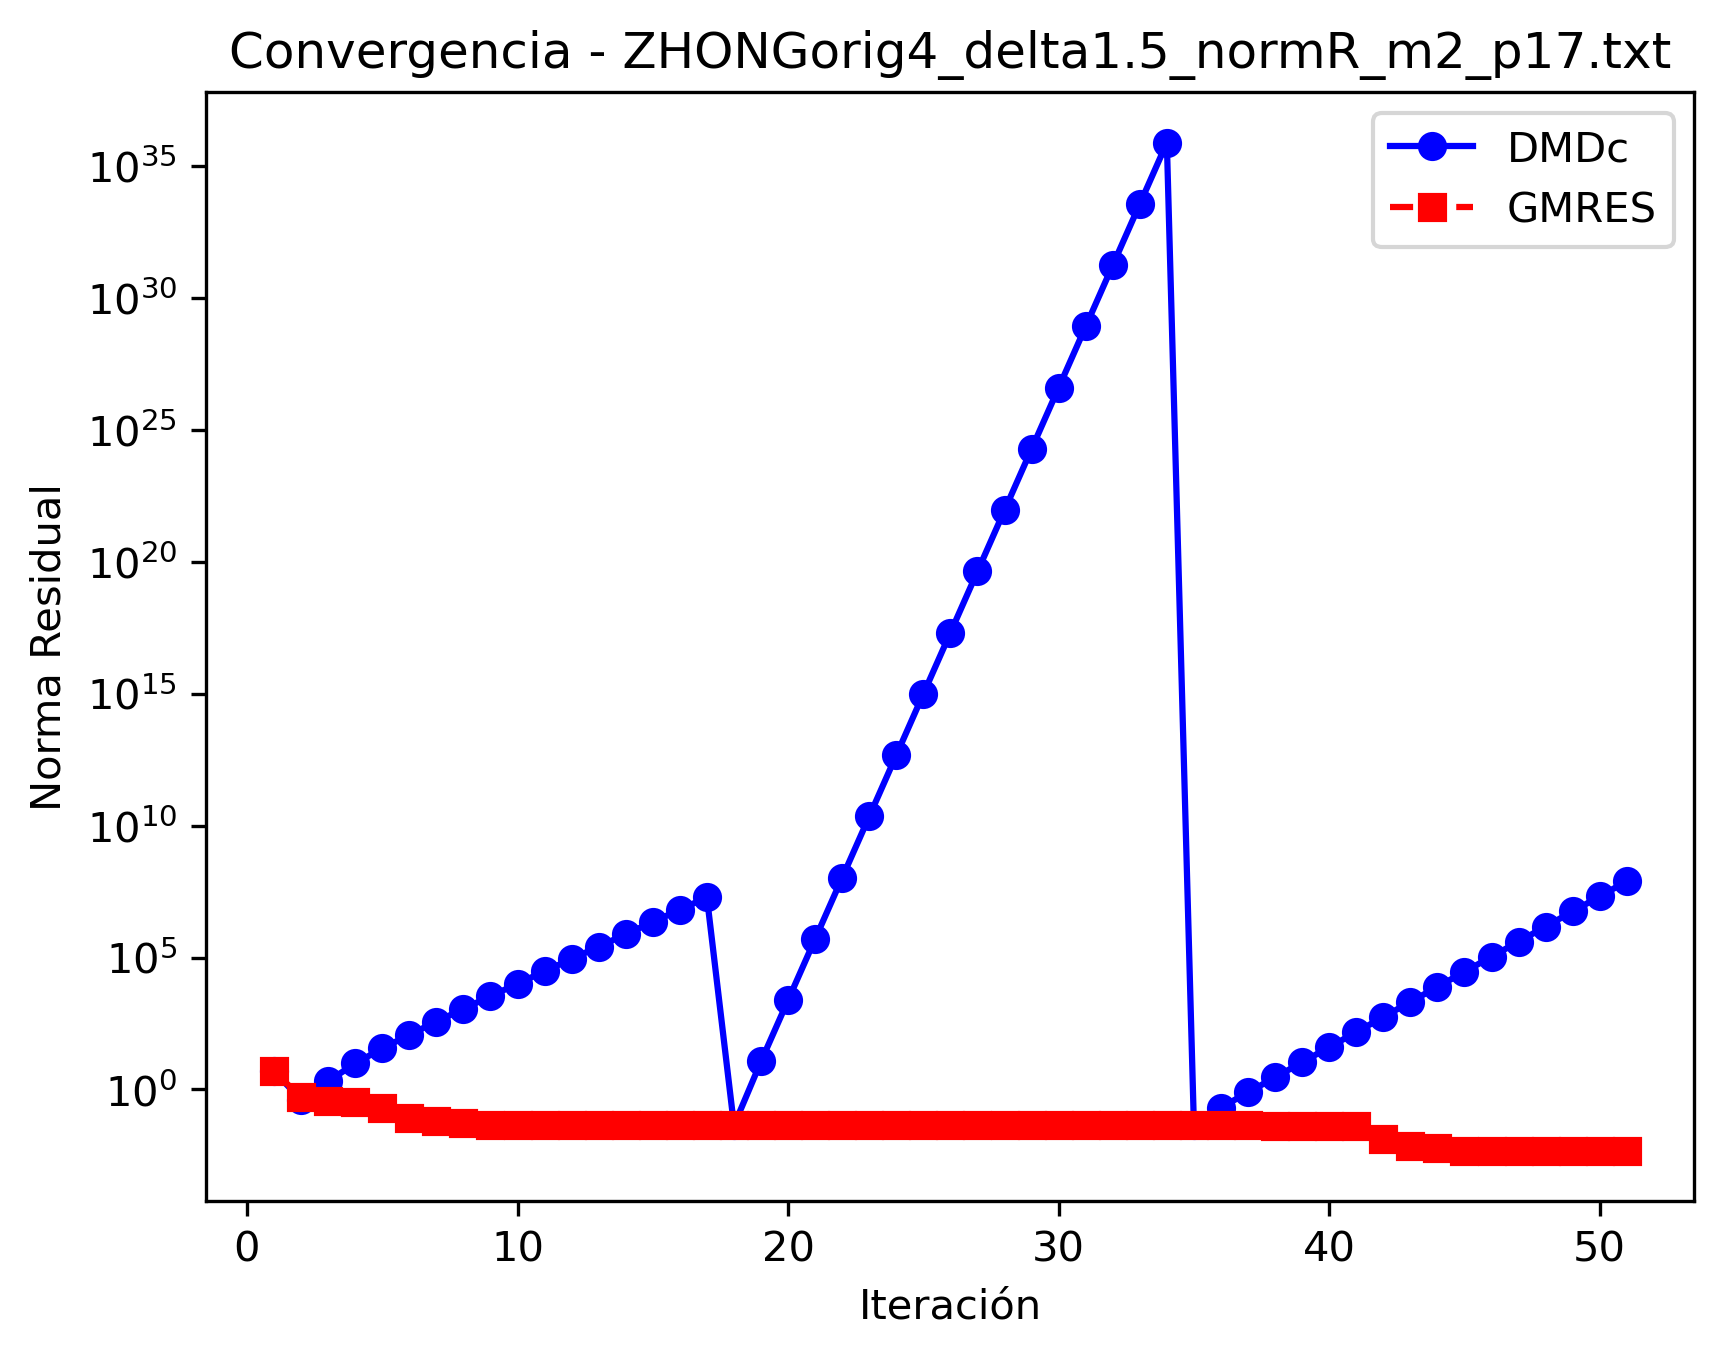 Convergencia - ZHONGorig4_delta1.5_normR_m2_p17.txt
DMDc
GMRES
Norma Residual
10^35
10^30
10^25
10^20
10^15
10^10
10^5
10^0
0 10 20 30 40 50
Iteración